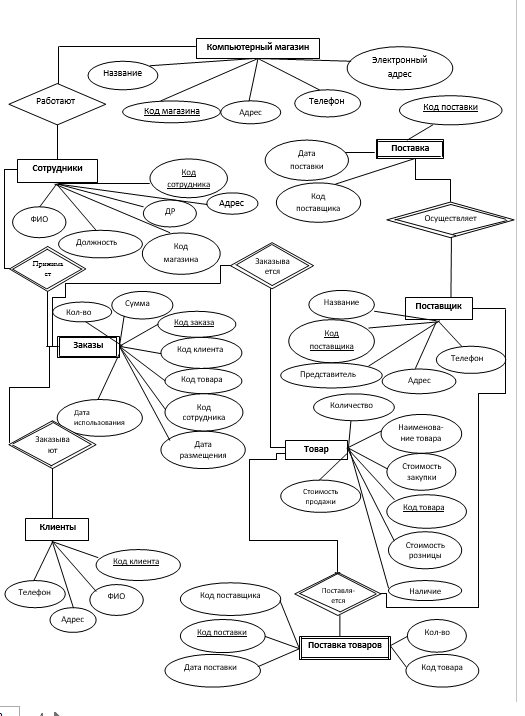 Компьютерный магазин
Название
Электронный
адрес
Код магазина
Адрес
Телефон
Работают
Код поставки
Поставка
Дата
поставки
Код
поставщика
Сотрудники
Код
сотрудника
ДР
Адрес
ФИО
Должность
Код
магазина
Осуществляет
Заказыва
ется
Кол-во
Сумма
Код заказа
Заказы
Код клиента
Код товара
Код
сотрудника
Дата
использования
Дата
размещения
Название
Поставщик
Код
поставщика
Представитель
Адрес
Телефон
Заказыва
ют
Количество
Товар
Наименова-
ние товара
Стоимость
закупки
Стоимость
продажи
Код товара
Стоимость
розницы
Наличие
Клиенты
Код клиента
Телефон
ФИО
Адрес
Поставля-
ется
Код поставщика
Код поставки
Дата поставки
Поставка товаров
Кол-во
Код товара